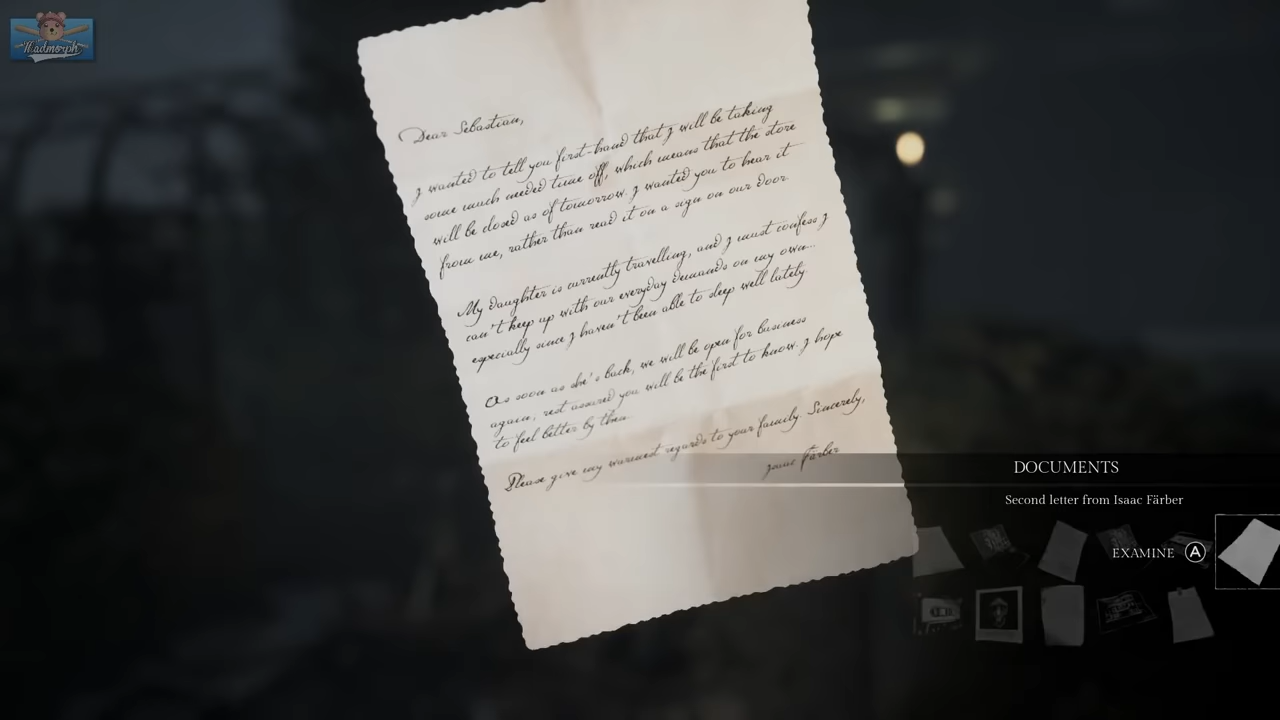 Madmorph
Dear Sebastian,
I wanted to tell you first-hand that I will be taking
some much needed time off, which means that the store
will be closed as of tomorrow. I wanted you to hear it
from me, rather than read it on a sign on our door
My daughter is currently travelling, and I must confess I
can't keep up with our everyday demands on my own...
especially since I haven't been able to sleep well lately.
As soon as she's back, we will be open for business
again; rest assured you will be the first to know. I hope
to feel better by then.
Please give my warmest regards to your family. Sincerely,
Isaac Färber
DOCUMENTS
Second letter from Isaac Färber
EXAMINE A